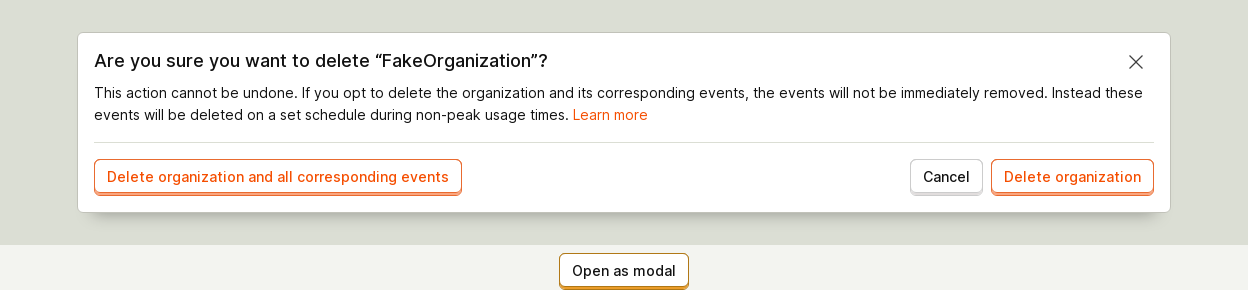 Are you sure you want to delete “FakeOrganization”?
This action cannot be undone. If you opt to delete the organization and its corresponding events, the events will not be immediately removed. Instead these
events will be deleted on a set schedule during non-peak usage times. Learn more
Delete organization and all corresponding events
Cancel
Delete organization
Open as modal